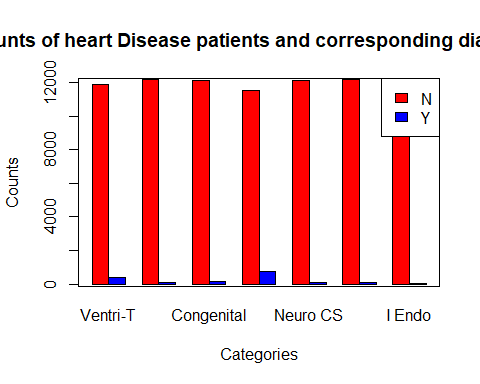 unts of heart Disease patients and corresponding dia
12000
8000
4000
0
Counts
N
Y
Ventri-T
Congenital
Neuro CS
I Endo
Categories